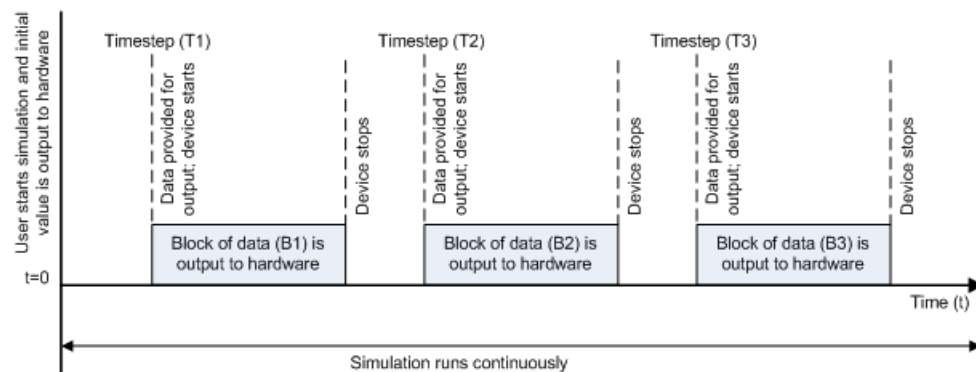 User starts simulation and initial
value is output to hardware
t=0
Timestep (T1)
Data provided for
output; device starts
Device stops
Block of data (B1) is
output to hardware
Timestep (T2)
Data provided for
output; device starts
Device stops
Block of data (B2) is
output to hardware
Timestep (T3)
Data provided for
output; device starts
Device stops
Block of data (B3) is
output to hardware
Time (t)
Simulation runs continuously